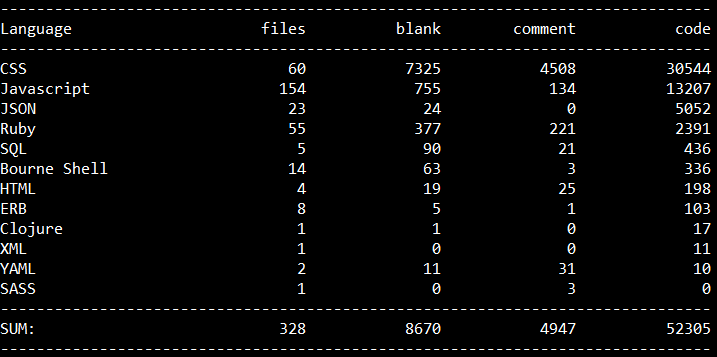 --------------------------------------------------------------------------------
Language                     files          blank        comment           code
--------------------------------------------------------------------------------
CSS                             60           7325           4508          30544
Javascript                     154            755            134          13207
JSON                            23             24              0           5052
Ruby                            55            377            221           2391
SQL                              5             90             21            436
Bourne Shell                    14             63              3            336
HTML                             4             19             25            198
ERB                              8              5              1            103
Clojure                          1              1              0             17
XML                              1              0              0             11
YAML                             2             11             31             10
SASS                             1              0              3              0
--------------------------------------------------------------------------------
SUM:                           328           8670           4947          52305
--------------------------------------------------------------------------------